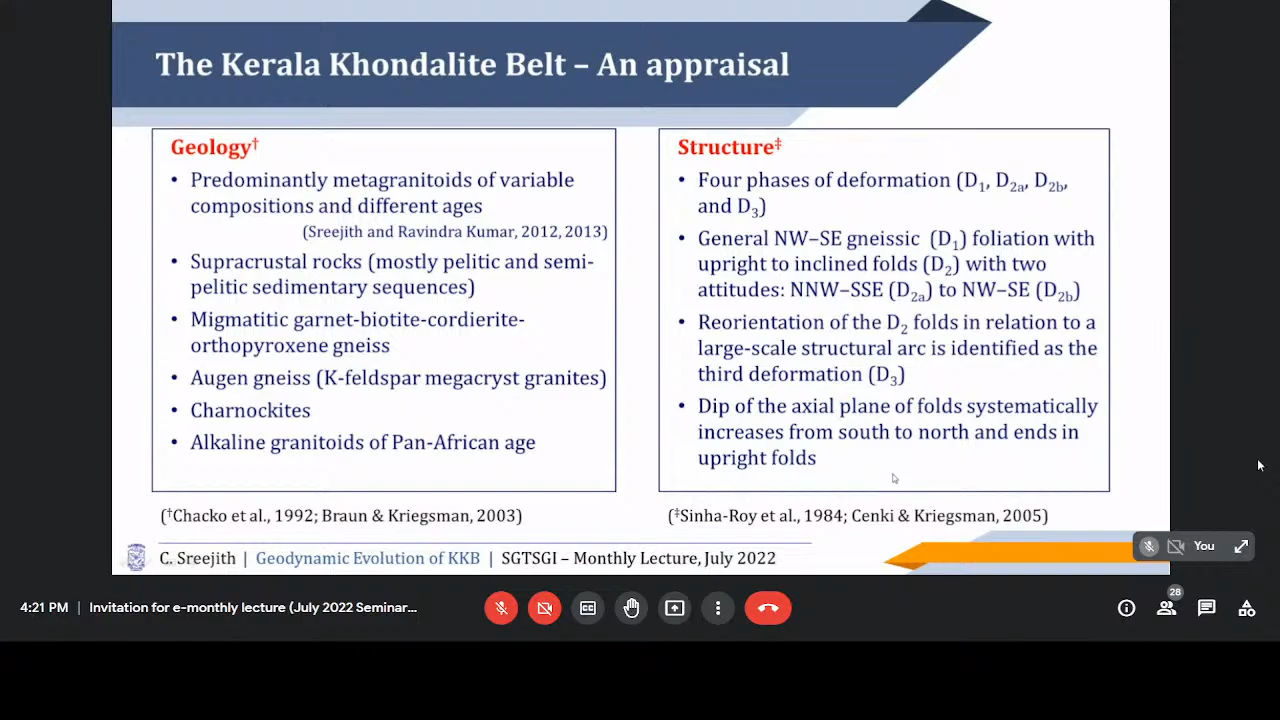 The Kerala Khondalite Belt – An appraisal
Geology†
• Predominantly metagranitoids of variable
compositions and different ages
(Sreejith and Ravindra Kumar, 2012, 2013)
• Supracrustal rocks (mostly pelitic and semi-
pelitic sedimentary sequences)
• Migmatitic garnet-biotite-cordierite-
orthopyroxene gneiss
• Augen gneiss (K-feldspar megacryst granites)
• Charnockites
• Alkaline granitoids of Pan-African age
(†Chacko et al., 1992; Braun & Kriegsman, 2003)
Structure‡
• Four phases of deformation (D1, D2a, D2b,
and D3)
• General NW–SE gneissic (D1) foliation with
upright to inclined folds (D2) with two
attitudes: NNW–SSE (D2a) to NW–SE (D2b)
• Reorientation of the D2 folds in relation to a
large-scale structural arc is identified as the
third deformation (D3)
• Dip of the axial plane of folds systematically
increases from south to north and ends in
upright folds
(‡Sinha-Roy et al., 1984; Cenki & Kriegsman, 2005)
C. Sreejith | Geodynamic Evolution of KKB | SGTSGI – Monthly Lecture, July 2022
You
4:21 PM | Invitation for e-monthly lecture (July 2022 Seminar...
CC
28